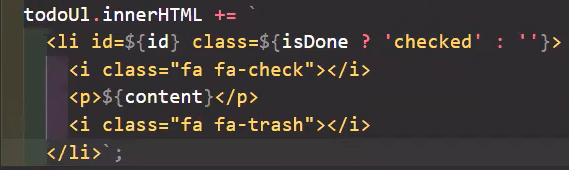 todoUl.innerHTML += `
<li id=${id} class=${isDone ? 'checked' : ''}>
<i class="fa fa-check"></i>
<p>${content}</p>
<i class="fa fa-trash"></i>
</li>`;